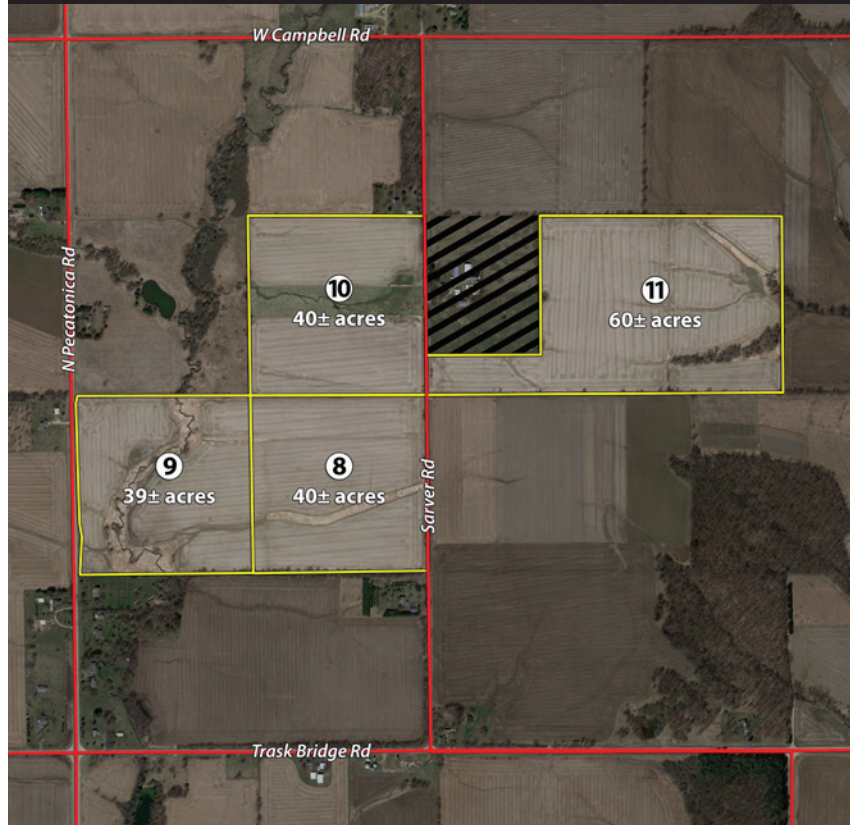 W Campbell Rd
N Pecatonica Rd
10
40± acres
11
60± acres
9
39± acres
8
40± acres
Sarver Rd
Trask Bridge Rd